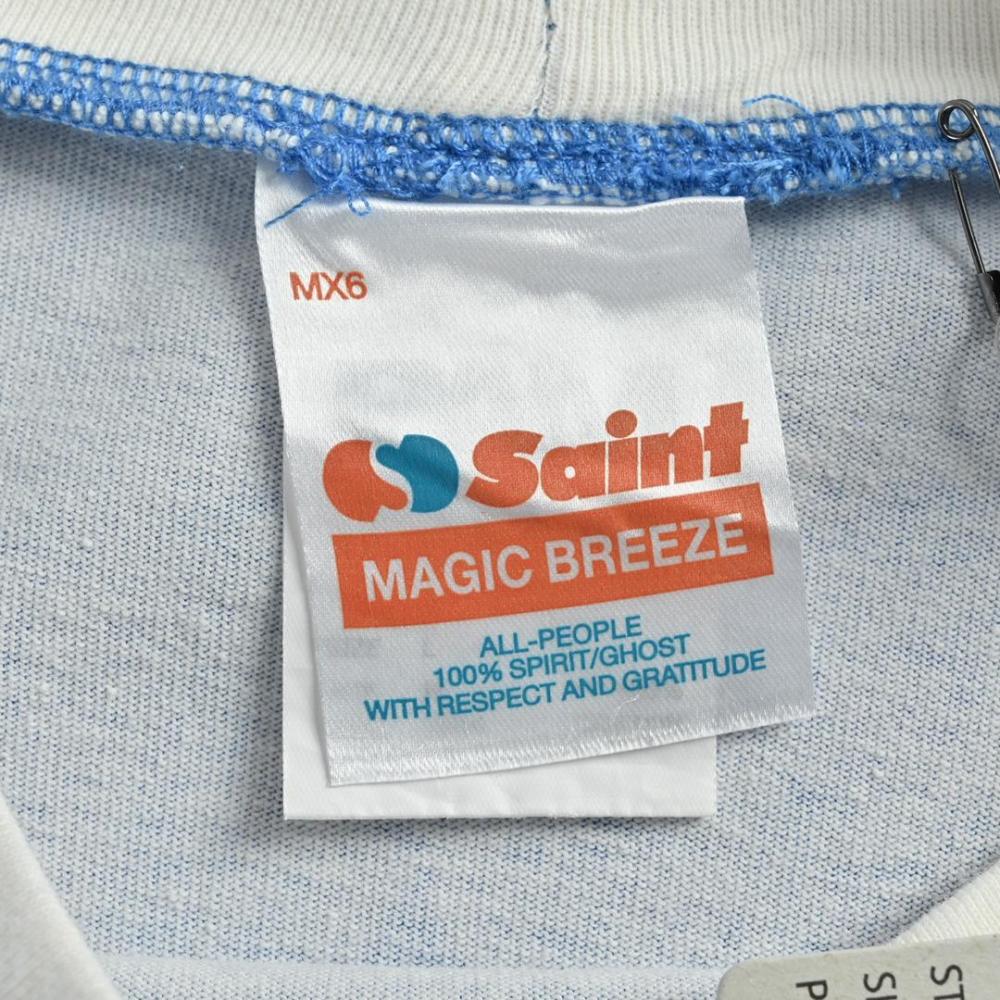 MX6
Saint
MAGIC BREEZE
ALL-PEOPLE
100% SPIRIT/GHOST
WITH RESPECT AND GRATITUDE